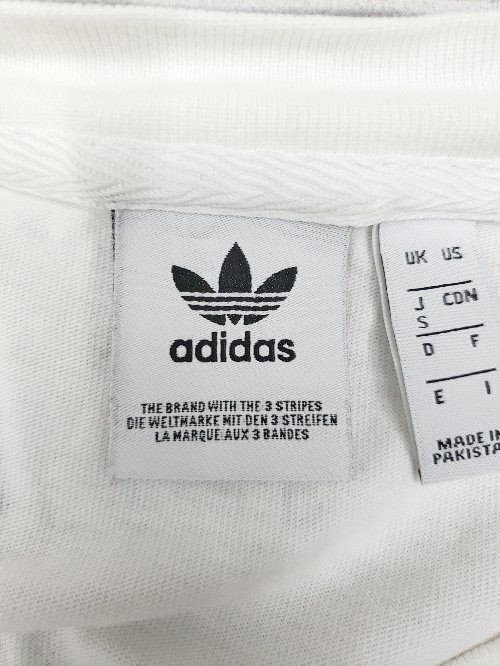 adidas
THE BRAND WITH THE 3 STRIPES
DIE WELTMARKE MIT DEN 3 STREIFEN
LA MARQUE AUX 3 BANDES
UK US
J CDN
S
D F
E I
MADE IN